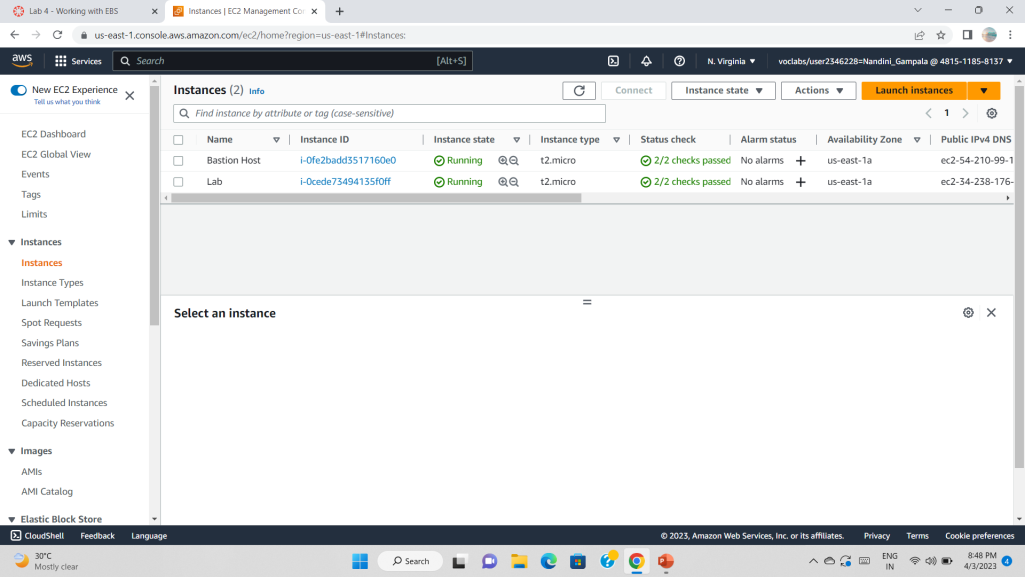 Lab 4 - Working with EBS
Instances | EC2 Management Con
us-east-1.console.aws.amazon.com/ec2/home?region=us-east-1#Instances:
aws
Services
Search
[Alt+S]
N. Virginia
voclabs/user2346228=Nandini_Gampala @ 4815-1185-8137
New EC2 Experience
Tell us what you think
EC2 Dashboard
EC2 Global View
Events
Tags
Limits
Instances
Instances
Instance Types
Launch Templates
Spot Requests
Savings Plans
Reserved Instances
Dedicated Hosts
Scheduled Instances
Capacity Reservations
Images
AMIs
AMI Catalog
Elastic Block Store
Instances (2) Info
Connect
Instance state
Actions
Launch instances
Find instance by attribute or tag (case-sensitive)
1
Name Instance ID Instance state Instance type Status check Alarm status Availability Zone Public IPv4 DNS
Bastion Host i-0fe2badd3517160e0 Running t2.micro 2/2 checks passed No alarms + us-east-1a ec2-54-210-99-1
Lab i-0cede73494135f0ff Running t2.micro 2/2 checks passed No alarms + us-east-1a ec2-34-238-176-
Select an instance
CloudShell Feedback Language © 2023, Amazon Web Services, Inc. or its affiliates. Privacy Terms Cookie preferences
30°C
Mostly clear
Search
ENG
IN
8:48 PM
4/3/2023
4